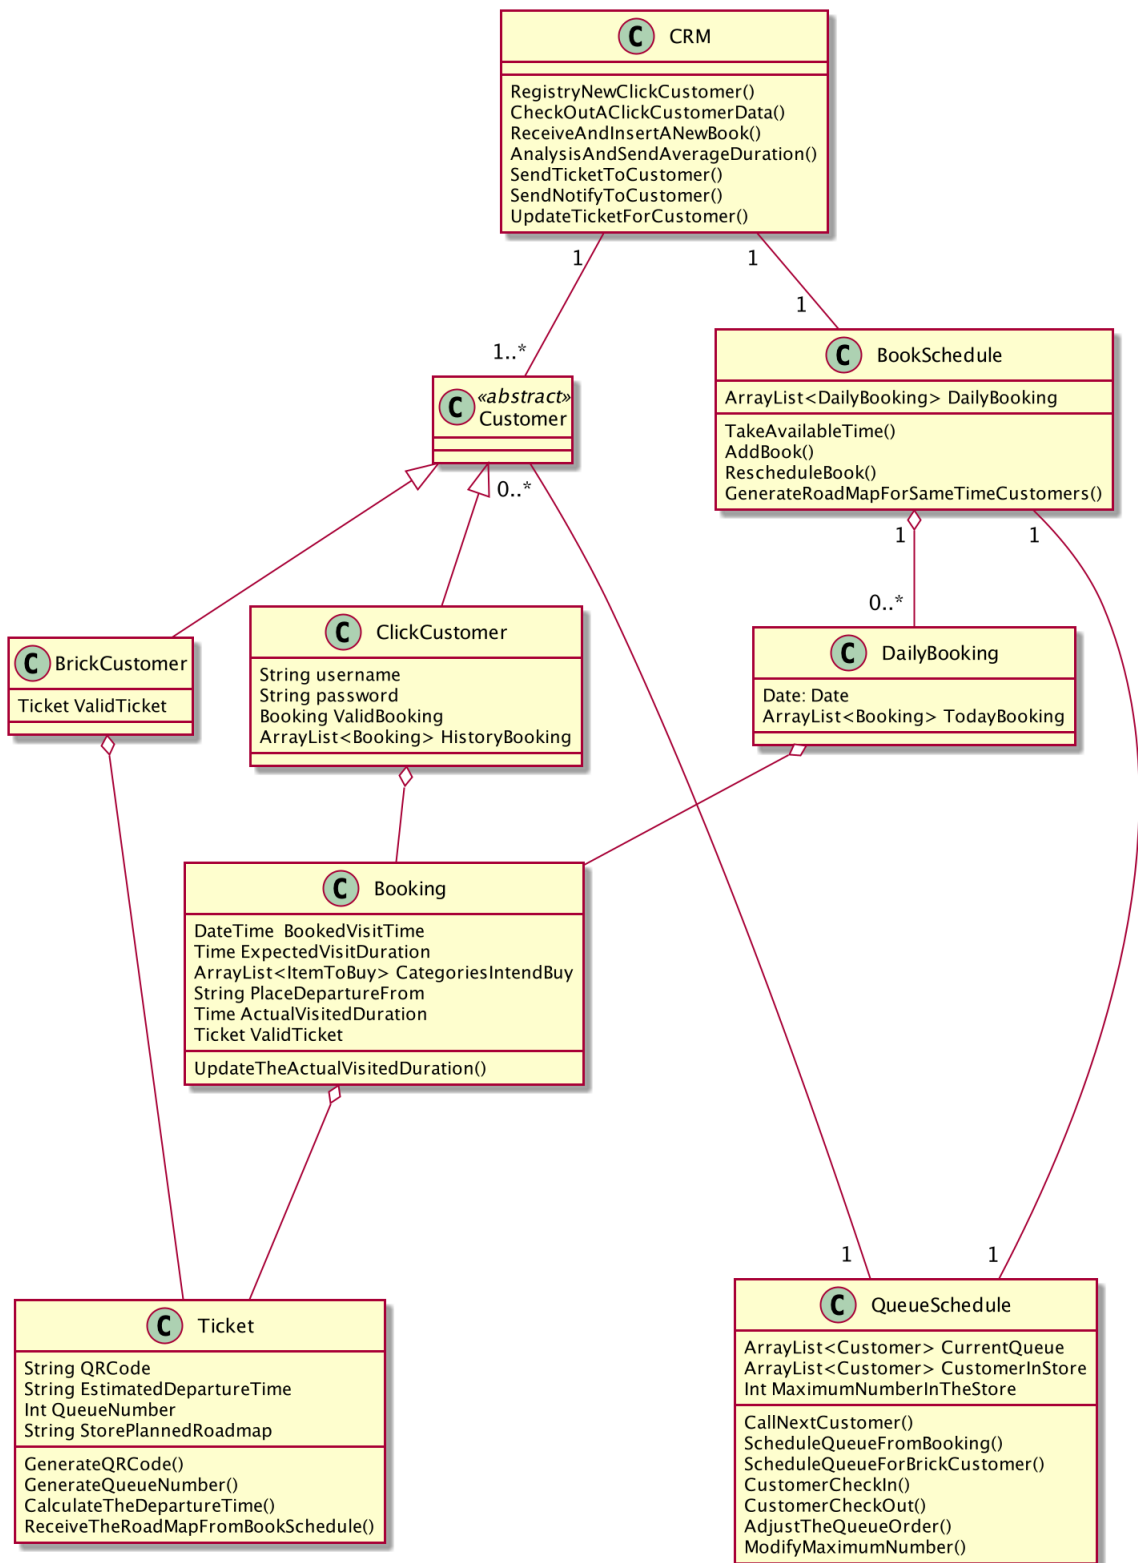 C CRM
RegistryNewClickCustomer()
CheckOutAClickCustomerData()
ReceiveAndInsertANewBook()
AnalysisAndSendAverageDuration()
SendTicketToCustomer()
SendNotifyToCustomer()
UpdateTicketForCustomer()
1
1
1
1..*
C BookSchedule
ArrayList<DailyBooking> DailyBooking
TakeAvailableTime()
AddBook()
RescheduleBook()
GenerateRoadMapForSameTimeCustomers()
C «abstract»
Customer
0..*
1
1
0..*
C BrickCustomer
Ticket ValidTicket
C ClickCustomer
String username
String password
Booking ValidBooking
ArrayList<Booking> HistoryBooking
C DailyBooking
Date: Date
ArrayList<Booking> TodayBooking
C Booking
DateTime  BookedVisitTime
Time ExpectedVisitDuration
ArrayList<ItemToBuy> CategoriesIntendBuy
String PlaceDepartureFrom
Time ActualVisitedDuration
Ticket ValidTicket
UpdateTheActualVisitedDuration()
1
1
C Ticket
String QRCode
String EstimatedDepartureTime
Int QueueNumber
String StorePlannedRoadmap
GenerateQRCode()
GenerateQueueNumber()
CalculateTheDepartureTime()
ReceiveTheRoadMapFromBookSchedule()
C QueueSchedule
ArrayList<Customer> CurrentQueue
ArrayList<Customer> CustomerInStore
Int MaximumNumberInTheStore
CallNextCustomer()
ScheduleQueueFromBooking()
ScheduleQueueForBrickCustomer()
CustomerCheckIn()
CustomerCheckOut()
AdjustTheQueueOrder()
ModifyMaximumNumber()